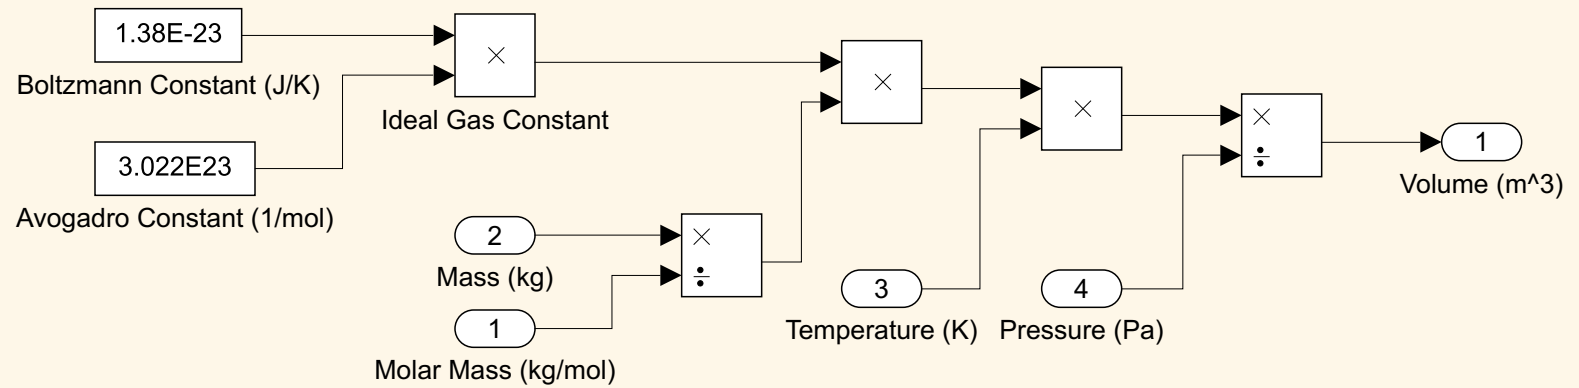 1.38E-23
Boltzmann Constant (J/K)
×
Ideal Gas Constant
3.022E23
Avogadro Constant (1/mol)
2
Mass (kg)
1
Molar Mass (kg/mol)
×
÷
×
3
Temperature (K)
×
4
Pressure (Pa)
×
÷
1
Volume (m^3)